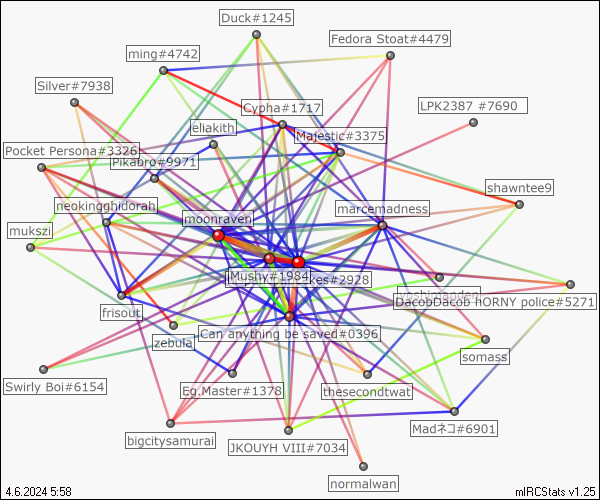 Duck#1245
Fedora Stoat#4479
ming#4742
Silver#7938
LPK2387 #7690
Cypha#1717
eliakith
Majestic#3375
Pocket Persona#3326
Pikabro#9971
shawntee9
neokingghidorah
moonraven
marcemadness
mukszi
Mushy#1984
kes#2928
DacobDacob hORNY police#5271
frisout
Can anything be saved#0396
zebula
somass
Swirly Boi#6154
Eg.Master#1378
thesecondtwat
bigcitysamurai
Madネコ#6901
JKOUYH VIII#7034
normalwan
4.6.2024 5:58
mIRCStats v1.25